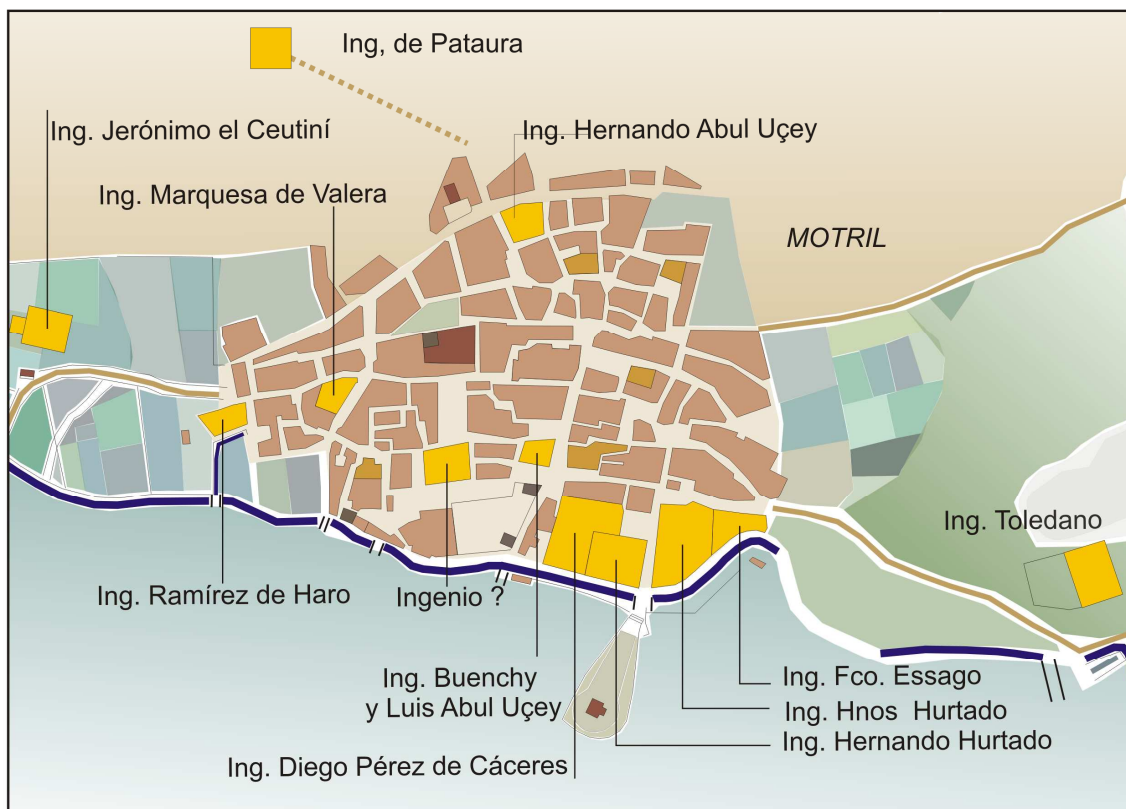 Ing, de Pataura
Ing. Jerónimo el Ceutiní
Ing. Hernando Abul Uçey
Ing. Marquesa de Valera
MOTRIL
Ing. Toledano
Ing. Ramírez de Haro
Ingenio ?
Ing. Buenchy
y Luis Abul Uçey
Ing. Fco. Essago
Ing. Hnos Hurtado
Ing. Hernando Hurtado
Ing. Diego Pérez de Cáceres